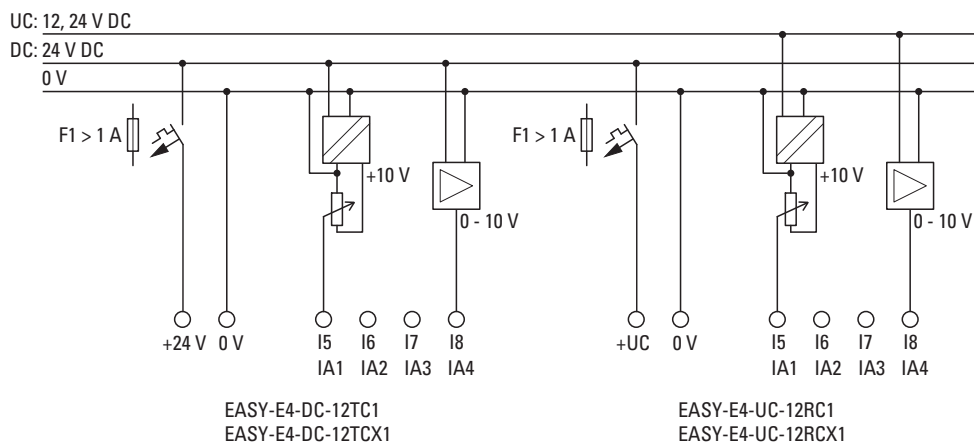 UC: 12, 24 V DC
DC: 24 V DC
0 V
F1 > 1 A
+10 V
0 - 10 V
F1 > 1 A
+10 V
0 - 10 V
+24 V 0 V I5 I6 I7 I8
IA1 IA2 IA3 IA4
+UC 0 V I5 I6 I7 I8
IA1 IA2 IA3 IA4
EASY-E4-DC-12TC1
EASY-E4-DC-12TCX1
EASY-E4-UC-12RC1
EASY-E4-UC-12RCX1